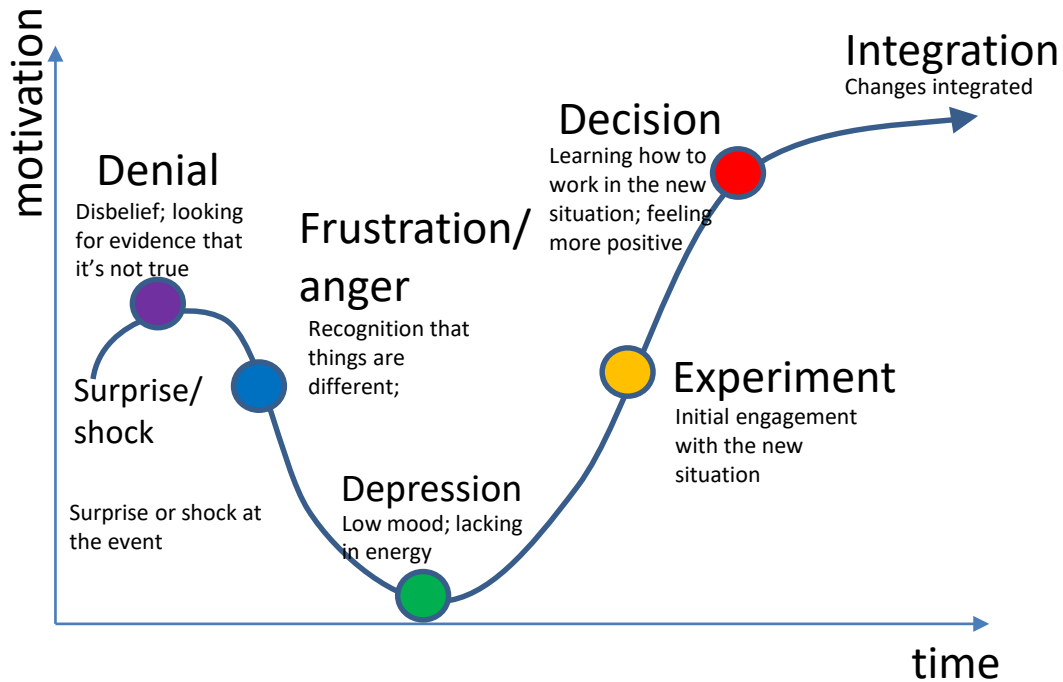 motivation
Integration
Changes integrated
Decision
Learning how to
work in the new
situation; feeling
more positive
Denial
Disbelief; looking
for evidence that
it's not true
Frustration/
anger
Recognition that
things are
different;
Surprise/
shock
Surprise or shock at
the event
Experiment
Initial engagement
with the new
situation
Depression
Low mood; lacking
in energy
time